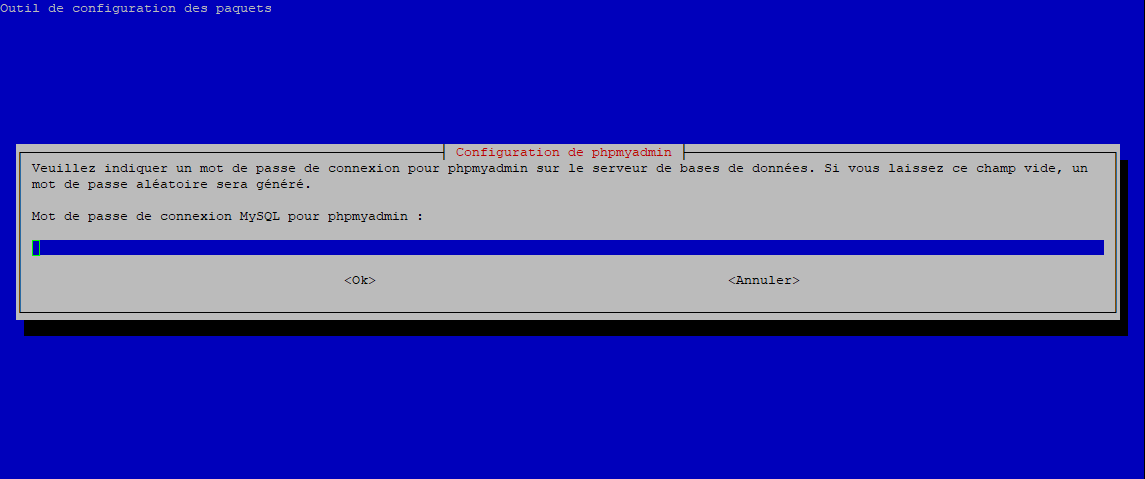 Outil de configuration des paquets
Configuration de phpmyadmin
Veuillez indiquer un mot de passe de connexion pour phpmyadmin sur le serveur de bases de données. Si vous laissez ce champ vide, un
mot de passe aléatoire sera généré.
Mot de passe de connexion MySQL pour phpmyadmin :
<Ok> <Annuler>